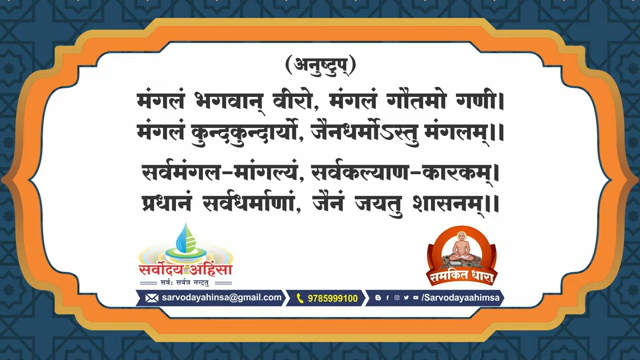 (अनुष्टुप्)
मंगलं भगवान् वीरो, मंगलं गौतमो गणी।
मंगलं कुन्दकुन्दार्यो, जैनधर्मोऽस्तु मंगलम्।।
सर्वमंगल-मांगल्यं, सर्वकल्याण-कारकम्।
प्रधानं सर्वधर्माणां, जैनं जयतु शासनम्।।
सर्वोदय अहिंसा
सर्वः सर्वत्र नन्दतु
समकित धारा
sarvodayahinsa@gmail.com 9785999100 /Sarvodayaahimsa